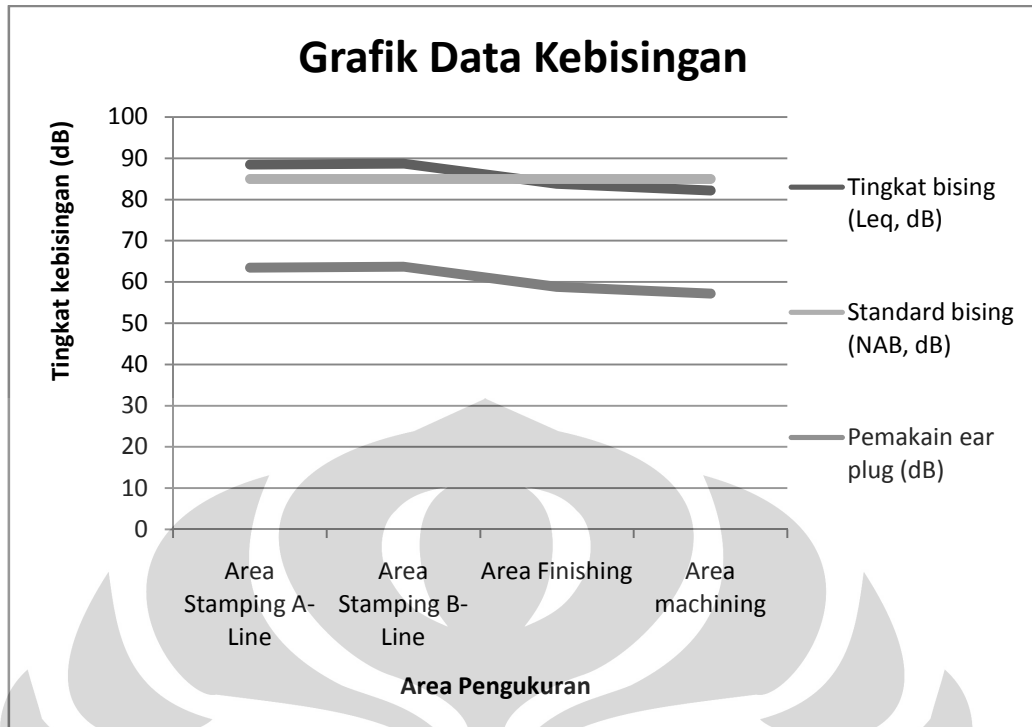 Grafik Data Kebisingan
Tingkat kebisingan (dB)
100
90
80
70
60
50
40
30
20
10
0
Area
Stamping A-
Line
Area
Stamping B-
Line
Area Finishing
Area
machining
Area Pengukuran
Tingkat bising
(Leq, dB)
Standard bising
(NAB, dB)
Pemakain ear
plug (dB)